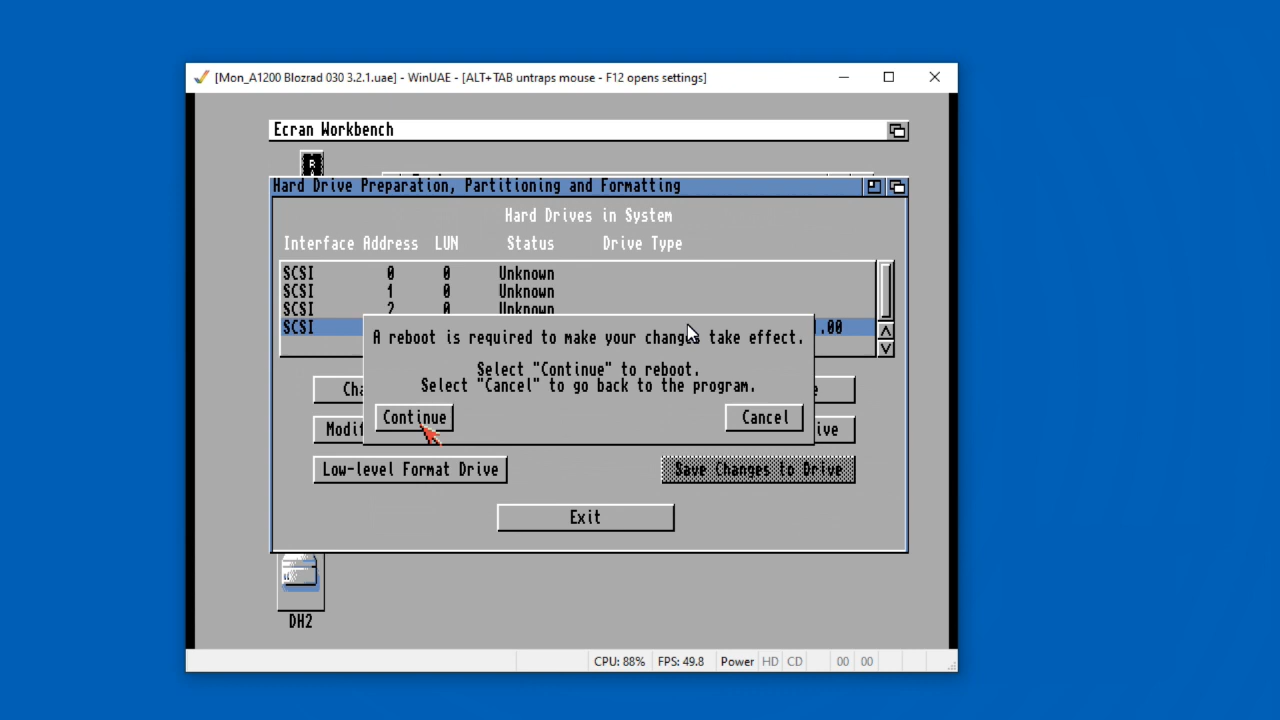 [Mon_A1200 Blozrad 030 3.2.1.uae] - WinUAE - [ALT+TAB untraps mouse - F12 opens settings]
Ecran Workbench
Hard Drive Preparation, Partitioning and Formatting
Hard Drives in System
Interface Address LUN Status Drive Type
SCSI 0 0 Unknown
SCSI 1 0 Unknown
SCSI 2 0 Unknown
SCSI .00
A reboot is required to make your changes take effect.
Select "Continue" to reboot.
Select "Cancel" to go back to the program.
Continue Cancel
Low-level Format Drive Save Changes to Drive
Exit
DH2
CPU: 88% FPS: 49.8 Power HD CD 00 00